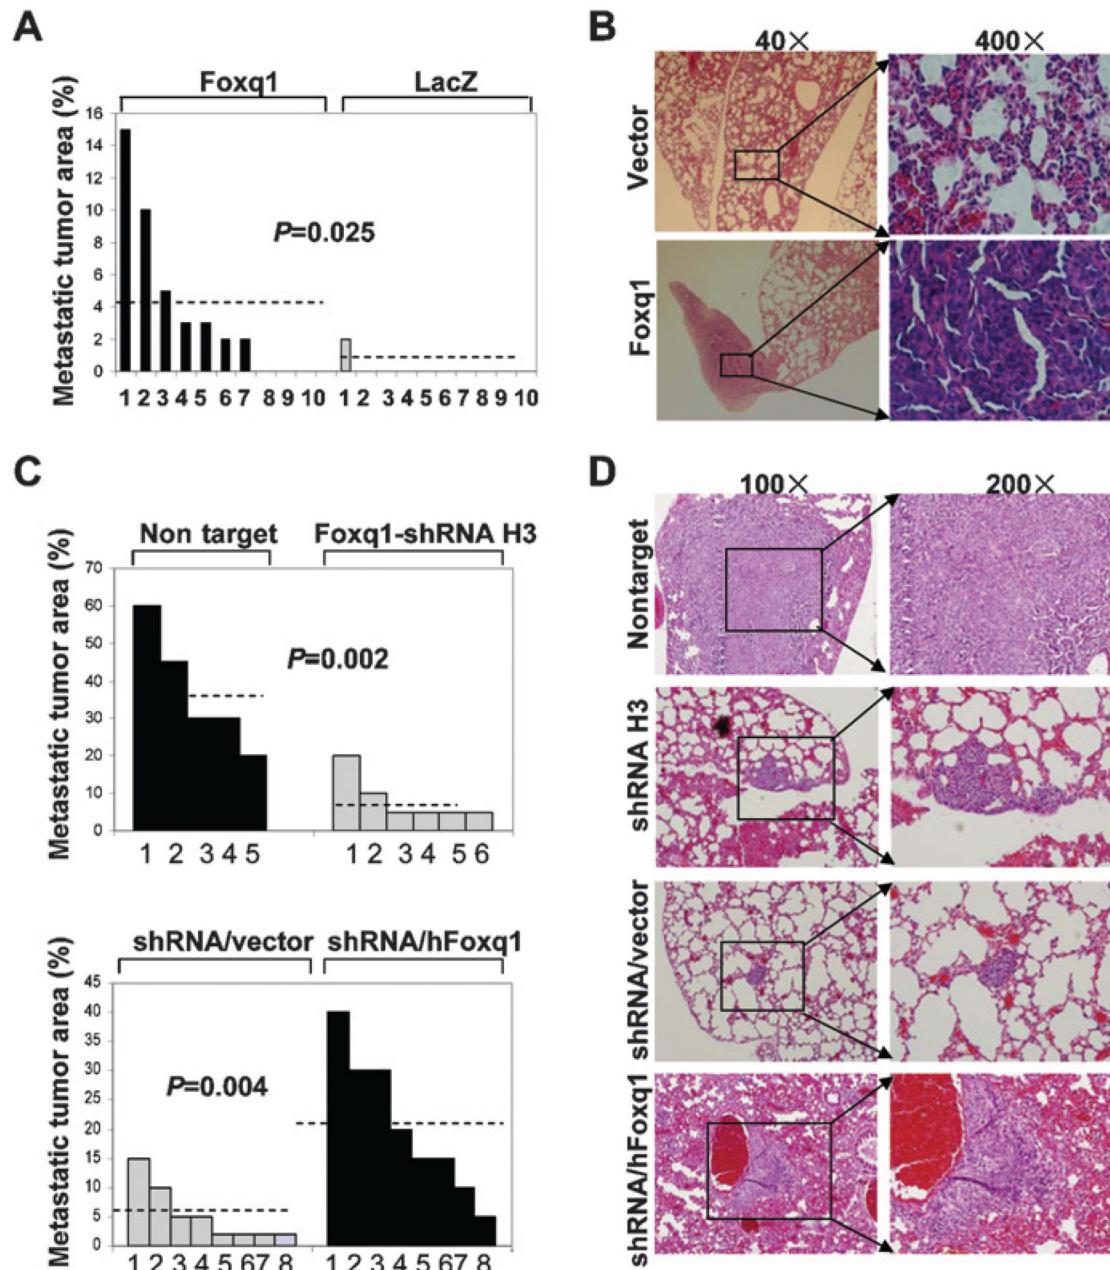 A
Foxq1 LacZ
Metastatic tumor area (%)
16
14
12
10
8
6
4
2
0
P=0.025
1 2 3 4 5 6 7 8 9 10 1 2 3 4 5 6 7 8 9 10
B
40× 400×
Vector
Foxq1
C
Non target Foxq1-shRNA H3
Metastatic tumor area (%)
70
60
50
40
30
20
10
0
P=0.002
1 2 3 4 5 1 2 3 4 5 6
shRNA/vector shRNA/hFoxq1
Metastatic tumor area (%)
45
40
35
30
25
20
15
10
5
0
P=0.004
1 2 3 4 5 6 7 8 1 2 3 4 5 6 7 8
D
100× 200×
Nontarget
shRNA H3
shRNA/vector
shRNA/hFoxq1